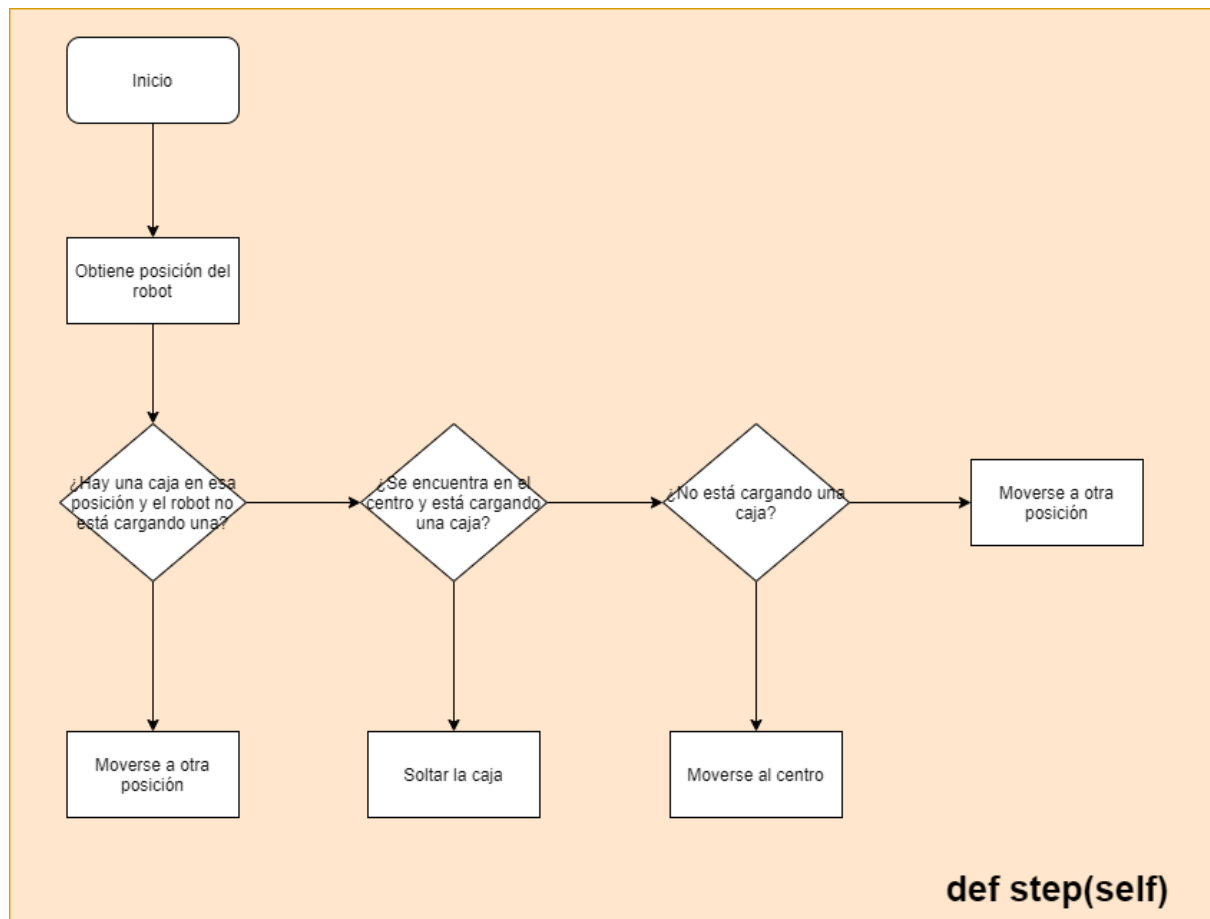 Inicio
Obtiene posición del
robot
¿Hay una caja en esa
posición y el robot no
está cargando una?
¿Se encuentra en el
centro y está cargando
una caja?
¿No está cargando una
caja?
Moverse a otra
posición
Moverse a otra
posición
Soltar la caja
Moverse al centro
def step(self)